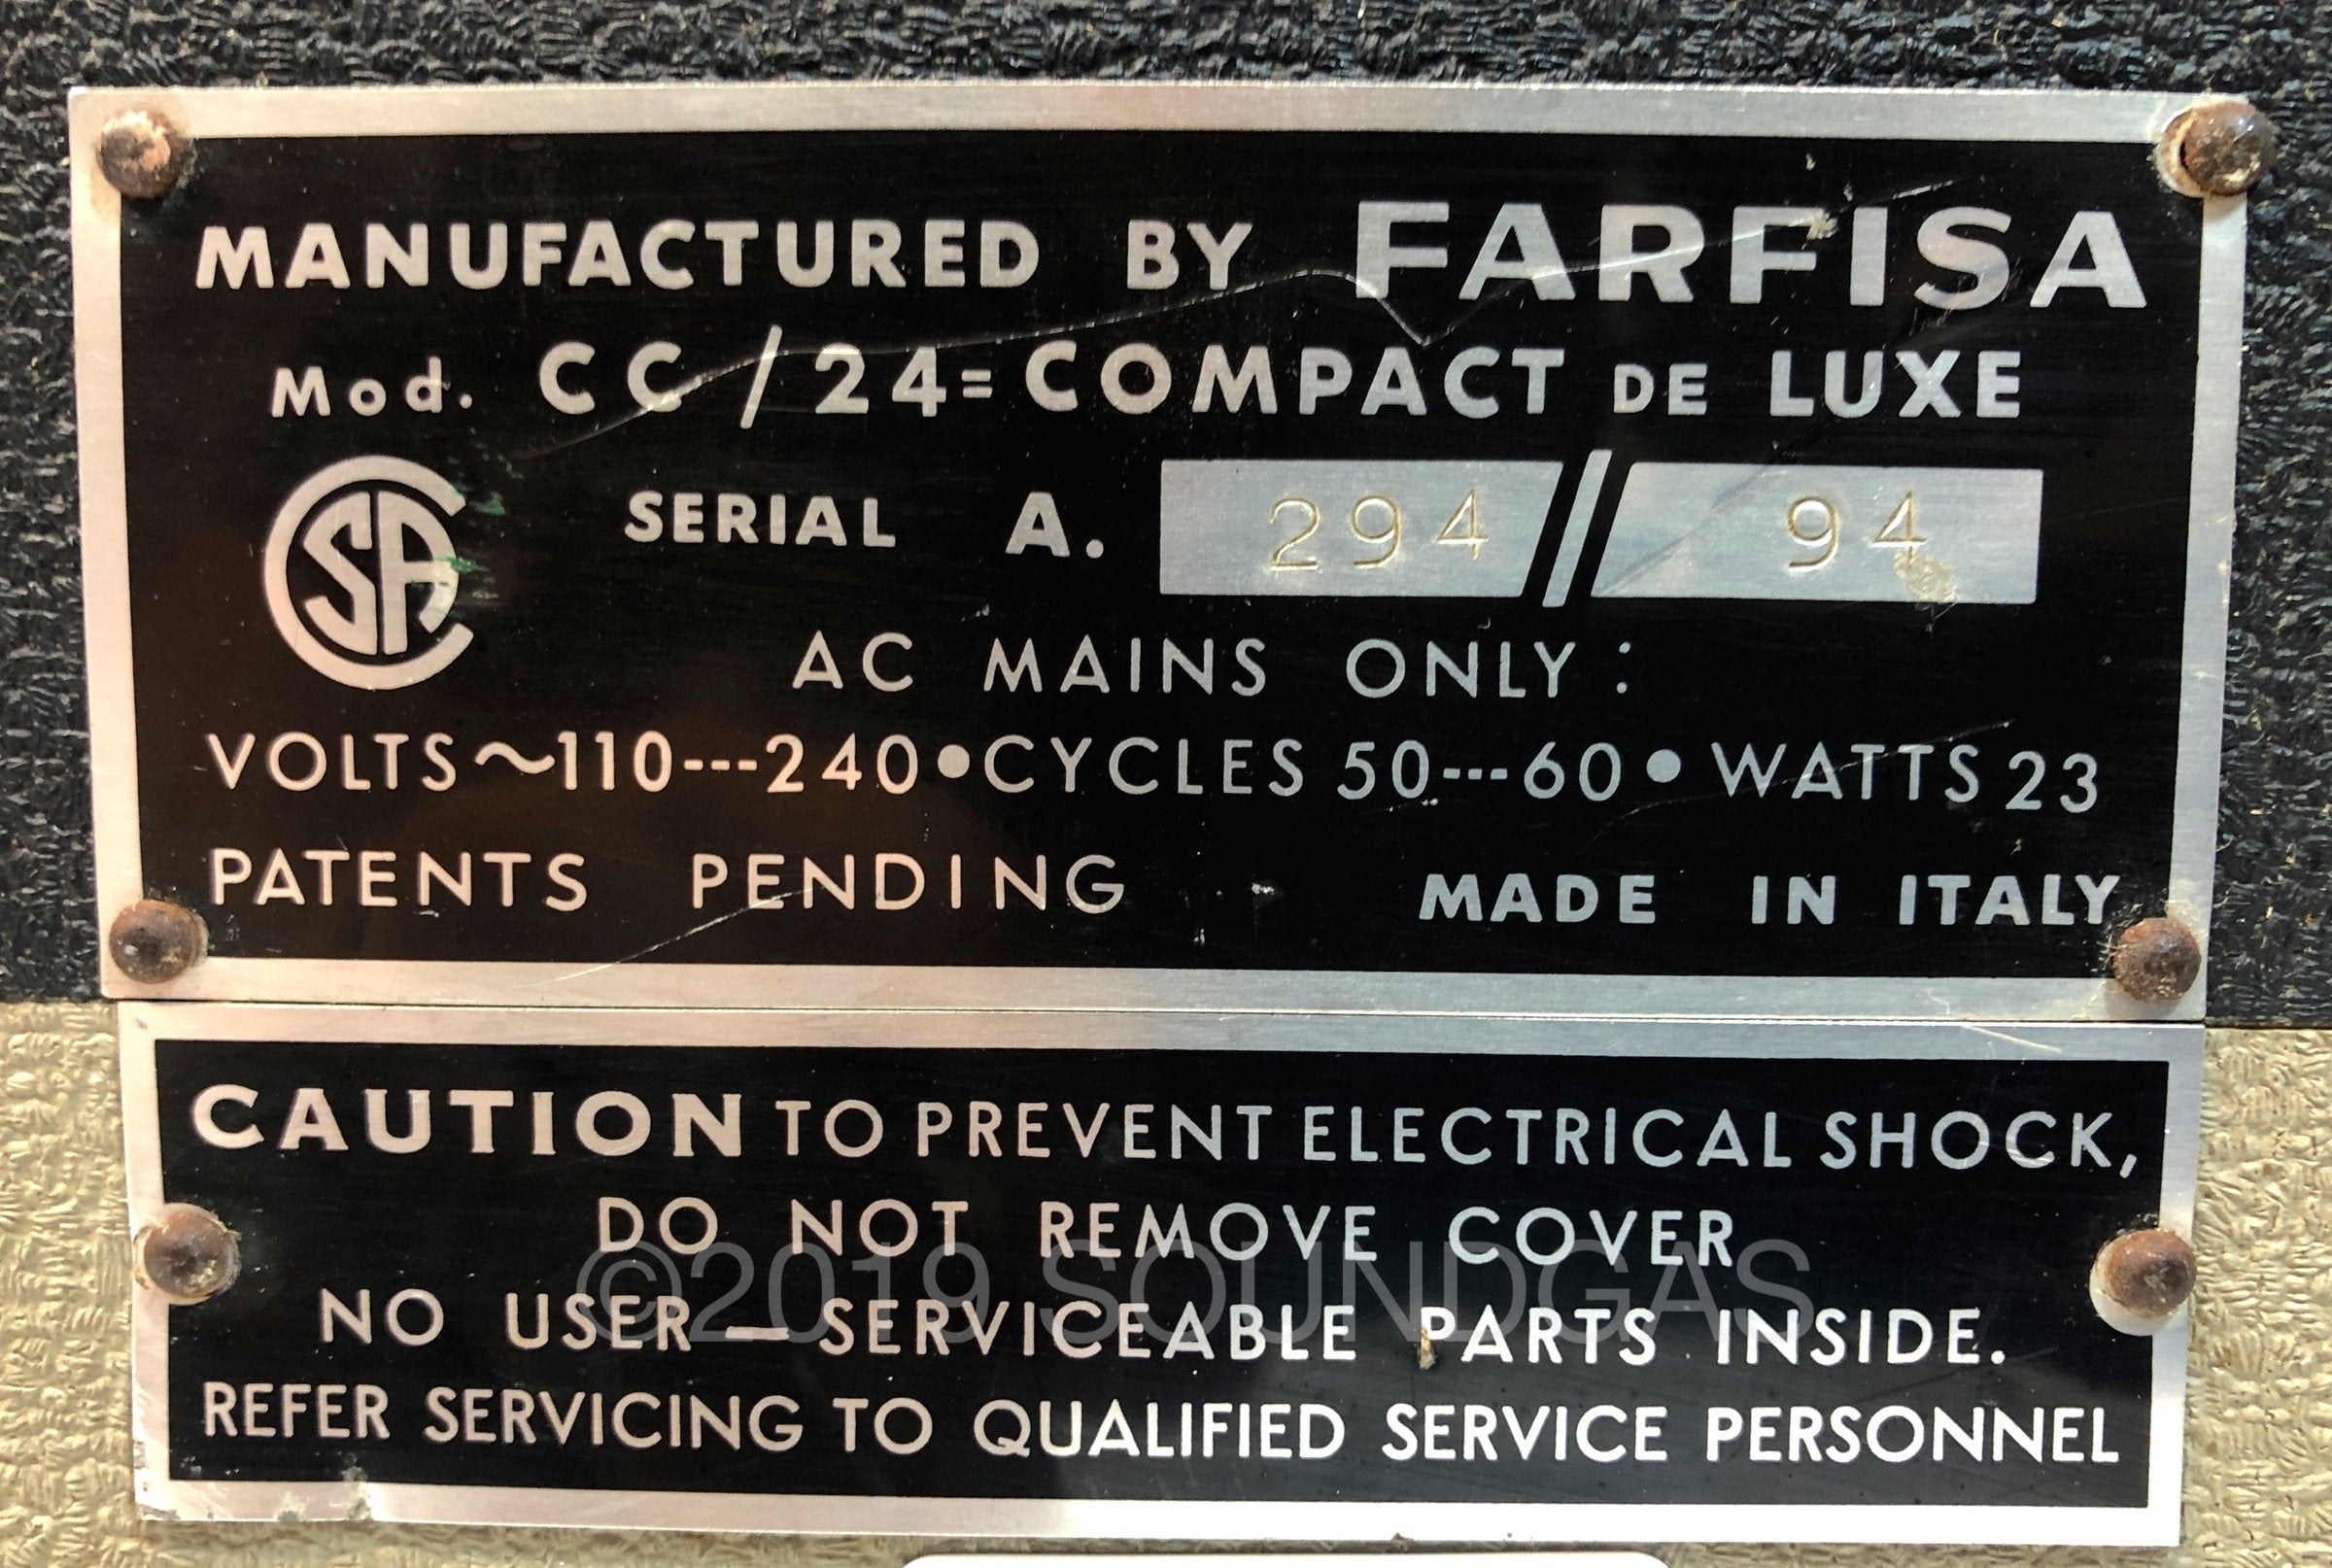 MANUFACTURED BY FARFISA
Mod. CC/24=COMPACT DE LUXE
CSA SERIAL A. 294 // 94
AC MAINS ONLY :
VOLTS~110---240•CYCLES 50---60•WATTS 23
PATENTS PENDING MADE IN ITALY
CAUTION TO PREVENT ELECTRICAL SHOCK,
DO NOT REMOVE COVER
©2019 SOUNDGAS
NO USER—SERVICEABLE PARTS INSIDE.
REFER SERVICING TO QUALIFIED SERVICE PERSONNEL